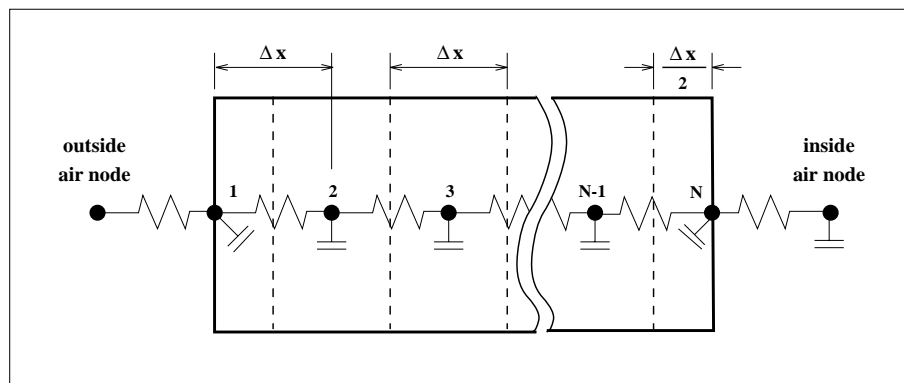 Δ x
Δ x
Δ x
2
outside
air node
inside
air node
1
2
3
N-1
N